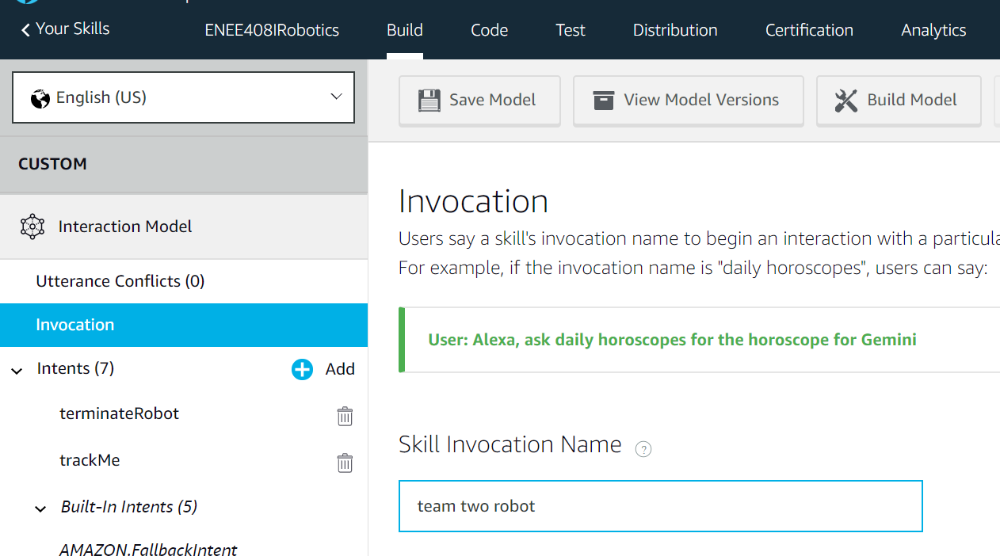 Your Skills
ENEE408IRobotics
Build
Code
Test
Distribution
Certification
Analytics
English (US)
Save Model
View Model Versions
Build Model
CUSTOM
Interaction Model
Utterance Conflicts (0)
Invocation
Intents (7)
Add
terminateRobot
trackMe
Built-In Intents (5)
AMAZON.FallbackIntent
Invocation
Users say a skill's invocation name to begin an interaction with a particula
For example, if the invocation name is "daily horoscopes", users can say:
User: Alexa, ask daily horoscopes for the horoscope for Gemini
Skill Invocation Name ?
team two robot